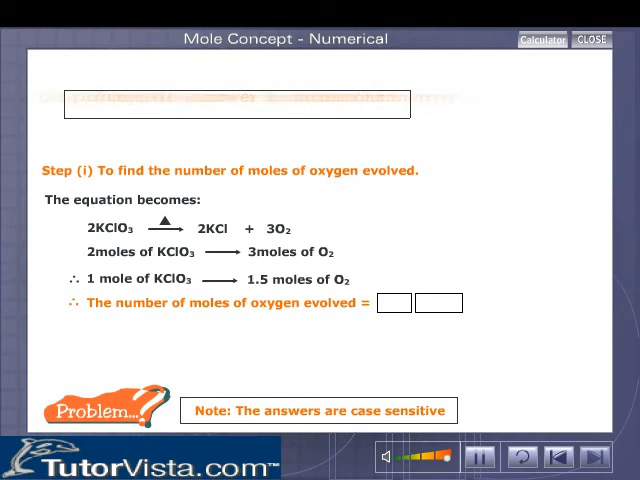 Mole Concept - Numerical
Calculator
CLOSE
Step (i) To find the number of moles of oxygen evolved.
The equation becomes:
2KClO₃ ▲→ 2KCl + 3O₂
2moles of KClO₃ → 3moles of O₂
∴ 1 mole of KClO₃ → 1.5 moles of O₂
∴ The number of moles of oxygen evolved =
Problem...?
Note: The answers are case sensitive
TutorVista.com™